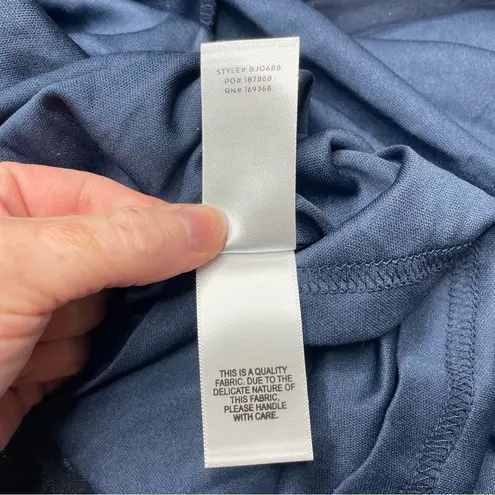 STYLE# BJD688
PO# 187868
RN# 169368
THIS IS A QUALITY
FABRIC. DUE TO THE
DELICATE NATURE OF
THIS FABRIC,
PLEASE HANDLE
WITH CARE.